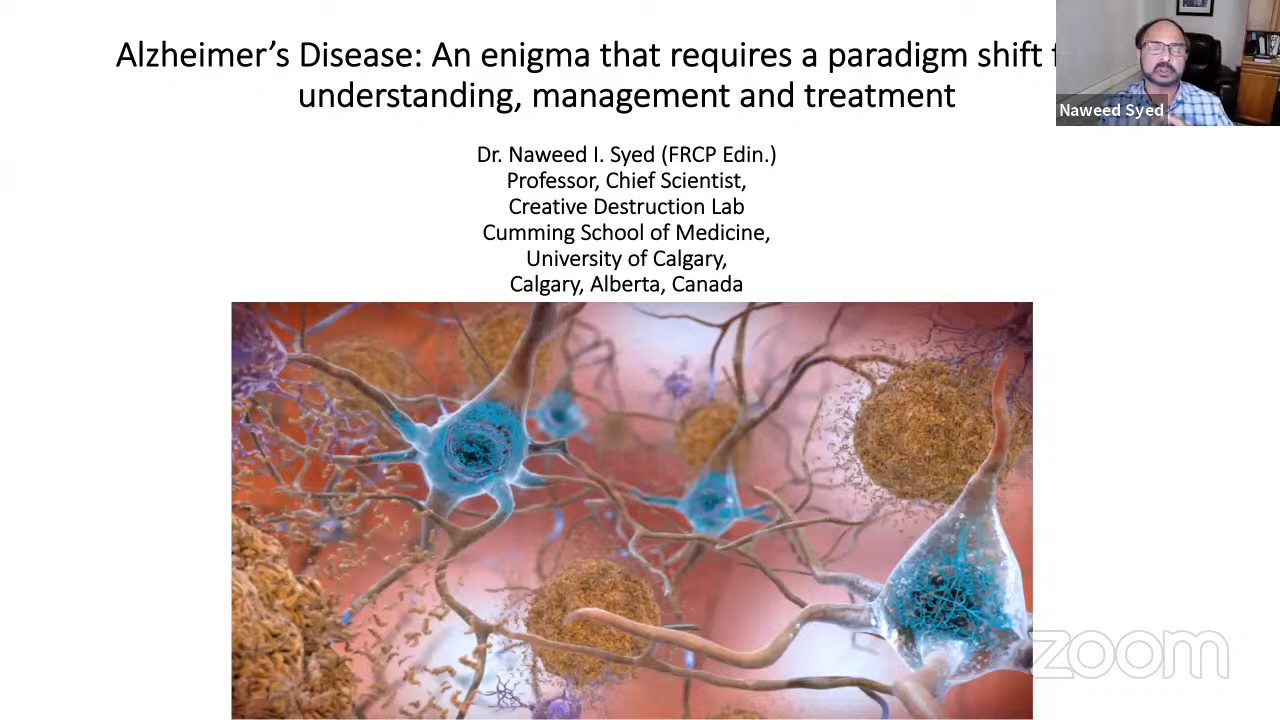 Alzheimer's Disease: An enigma that requires a paradigm shift
understanding, management and treatment
Dr. Naweed I. Syed (FRCP Edin.)
Professor, Chief Scientist,
Creative Destruction Lab
Cumming School of Medicine,
University of Calgary,
Calgary, Alberta, Canada
Naweed Syed
zoom